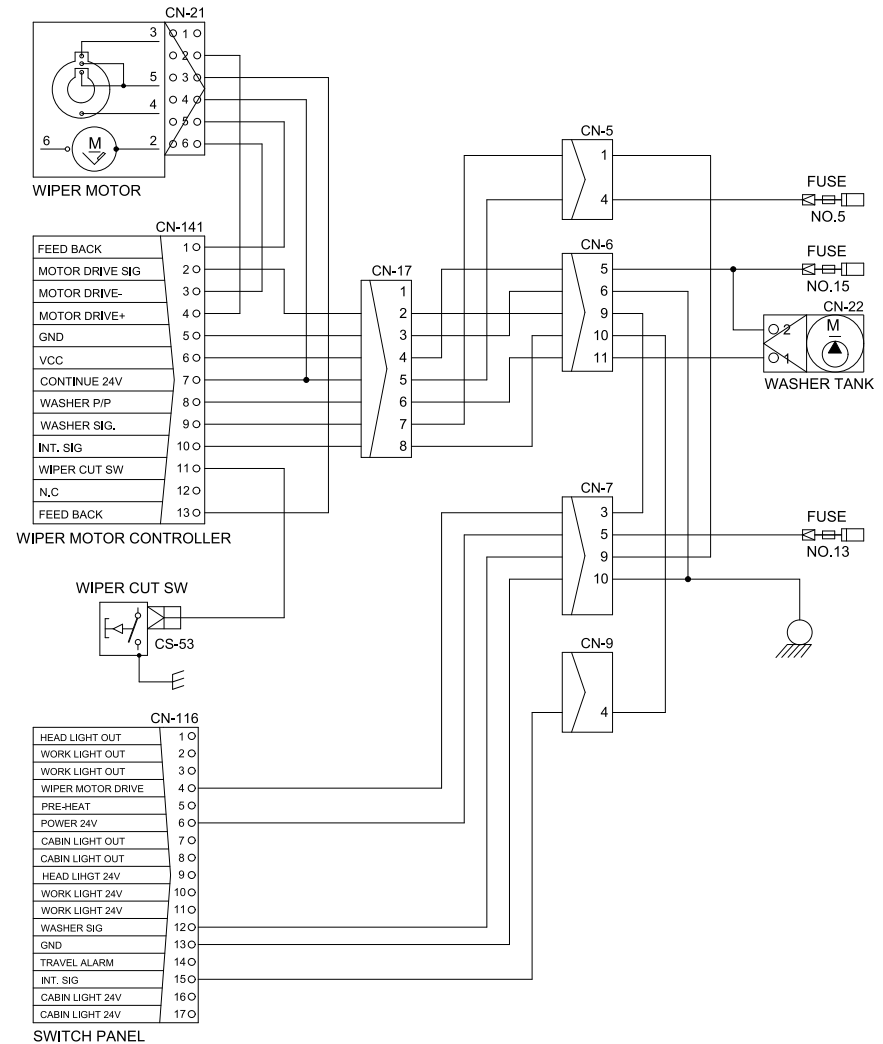 CN-21
3 1
2
5 3
4 4
5
6 M 2 6
WIPER MOTOR
CN-141
FEED BACK 1
MOTOR DRIVE SIG 2
MOTOR DRIVE- 3
MOTOR DRIVE+ 4
GND 5
VCC 6
CONTINUE 24V 7
WASHER P/P 8
WASHER SIG. 9
INT. SIG 10
WIPER CUT SW 11
N.C 12
FEED BACK 13
WIPER MOTOR CONTROLLER
CN-17
1
2
3
4
5
6
7
8
CN-5
1
4
FUSE
NO.5
CN-6
5
6
9
10
11
FUSE
NO.15
CN-22
2 M
1
WASHER TANK
CN-7
3
5
9
10
FUSE
NO.13
WIPER CUT SW
CS-53
CN-9
4
CN-116
HEAD LIGHT OUT 1
WORK LIGHT OUT 2
WORK LIGHT OUT 3
WIPER MOTOR DRIVE 4
PRE-HEAT 5
POWER 24V 6
CABIN LIGHT OUT 7
CABIN LIGHT OUT 8
HEAD LIHGT 24V 9
WORK LIGHT 24V 10
WORK LIGHT 24V 11
WASHER SIG 12
GND 13
TRAVEL ALARM 14
INT. SIG 15
CABIN LIGHT 24V 16
CABIN LIGHT 24V 17
SWITCH PANEL